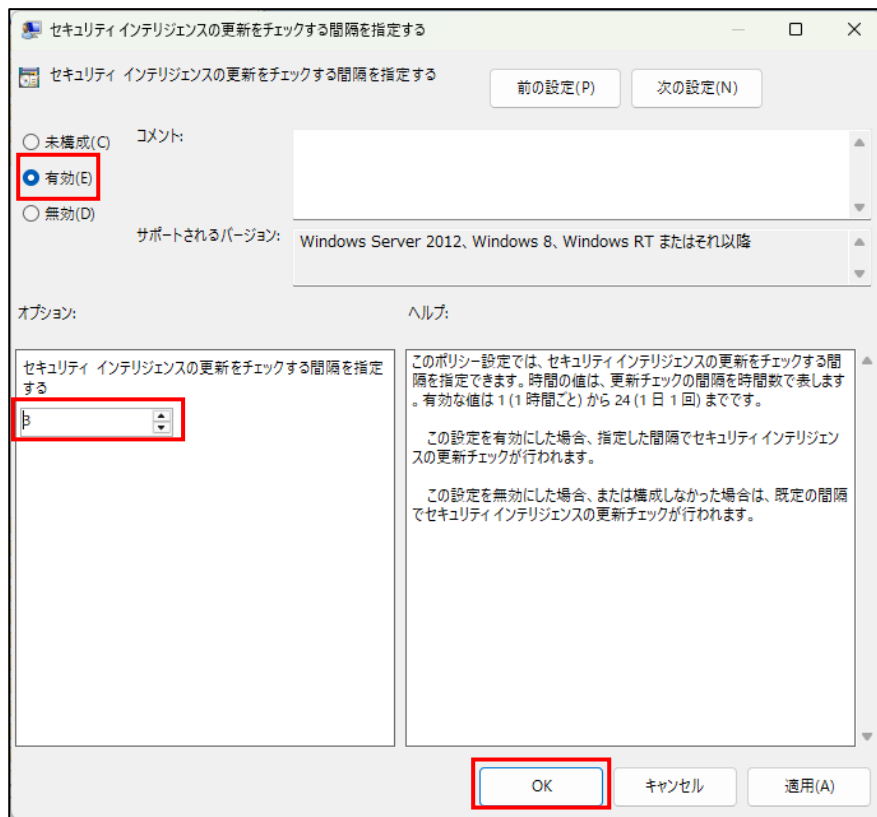 セキュリティ インテリジェンスの更新をチェックする間隔を指定する
セキュリティ インテリジェンスの更新をチェックする間隔を指定する
前の設定(P)
次の設定(N)
未構成(C)
コメント:
有効(E)
無効(D)
サポートされるバージョン:
Windows Server 2012、Windows 8、Windows RT またはそれ以降
オプション:
ヘルプ:
セキュリティ インテリジェンスの更新をチェックする間隔を指定
する
3
このポリシー設定では、セキュリティ インテリジェンスの更新をチェックする間
隔を指定できます。時間の値は、更新チェックの間隔を時間数で表します
。有効な値は 1 (1 時間ごと) から 24 (1 日 1 回) までです。
この設定を有効にした場合、指定した間隔でセキュリティ インテリジェン
スの更新チェックが行われます。
この設定を無効にした場合、または構成しなかった場合は、既定の間隔
でセキュリティ インテリジェンスの更新チェックが行われます。
OK
キャンセル
適用(A)